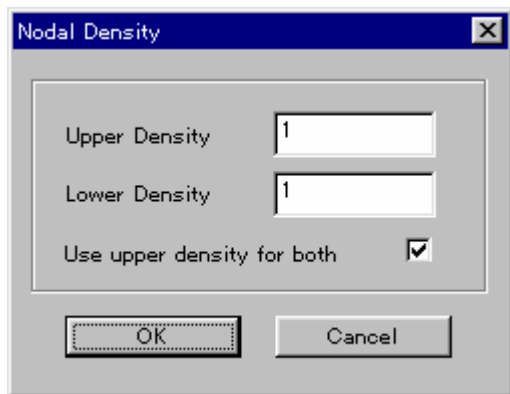 Nodal Density
Upper Density 1
Lower Density 1
Use upper density for both
OK Cancel